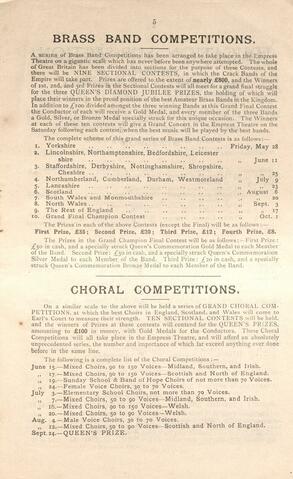 5
BRASS BAND COMPETITIONS.
A SERIES of Brass Band Competitions has been arranged to take place in the Empress
Theatre on a gigantic scale which has never before been anywhere attempted. The whole
of Great Britain has been divided into sections for the purpose of these Contests, and
there will be NINE SECTIONAL CONTESTS, in which the Crack Bands of the
Empire will take part. Prizes are offered to the extent of nearly £800, and the Winners
of 1st, 2nd, and 3rd Prizes in the Sectional Contests will all meet for a grand final struggle
for the three QUEEN'S DIAMOND JUBILEE PRIZES, the holding of which will
place their winners in the proud position of the best Amateur Brass Bands in the Kingdom.
In addition to divided amongst the three winning Bands at this Grand Final Contest
the Conductors of each will receive a Gold Medal, and every member of the band a
Gold, Silver, or Bronze Medal specially struck for this unique occasion. The Winners
at each of these ten contests will give a Grand Concert in the Empress Theatre on the
Saturday following each contest, when the best music will be played by the best bands.
The complete scheme of this grand series of Brass Band Contests is as follows:—
1. Yorkshire Friday, May 28
2. Lincolnshire, Northamptonshire, Bedfordshire, Leicester
shire June 11
3. Staffordshire, Derbyshire, Nottinghamshire, Shropshire,
Cheshire „ 25
4. Northumberland, Cumberland, Durham, Westmoreland July 9
5. Lancashire „ 23
6. Scotland August 6
7. South Wales and Monmouthshire „ 20
8. North Wales Sept. 3
9. The Rest of England „ 17
10. Grand Final Champion Contest Oct. 2
The Prizes in each of the above Contests (except the Final) will be as follows:—
First Prize, £25; Second Prize, £20; Third Prize, £12; Fourth Prize, £8.
The Prizes in the Grand Champion Final Contest will be as follows:—First Prize:
£50 in cash, and a specially struck Queen's Commemoration Gold Medal to each Member of
the Band. Second Prize: in cash, and a specially struck Queen's Commemoration
Silver Medal to each Member of the Band. Third Prize: in cash, and a specially
struck Queen's Commemoration Bronze Medal to each Member of the Band.
CHORAL COMPETITIONS.
On a similar scale to the above will be held a series of GRAND CHORAL COM-
PETITIONS, at which the best Choirs in England, Scotland, and Wales will come to
Earl's Court to measure their strength. TEN SECTIONAL CONTESTS will be held,
and the winners of Prizes at these contests will contend for the QUEEN'S PRIZES,
amounting to £100 in money, with Gold Medals for the Conductors. These Grand
Competitions will all take place in the Empress Theatre, and will afford an absolutely
unprecedented series, the number and importance of which far exceed anything ever done
before in the same line.
The following is the complete list of the Choral Competitions:—
June 15.—Mixed Choirs, 50 to 150 Voices—Midland, Southern, and Irish.
„ 17.—Mixed Choirs, 50 to 150 Voices—Scottish and North of England.
„ 19.—Sunday School & Band of Hope Choirs of not more than 70 Voices.
„ 24.—Female Voice Choirs, 30 to 70 Voices.
July 3.—Elementary School Choirs, not more than 70 Voices.
„ 7.—Mixed Choirs, 50 to 90 Voices—Midland, Southern, and Irish.
„ 16.—Mixed Choirs, 50 to 150 Voices—Welsh.
„ 20.—Mixed Choirs, 50 to 90 Voices—Welsh.
Aug. 4.—Male Voice Choirs, 30 to 70 Voices.
„ 12.—Mixed Choirs, 50 to 90 Voices—Scottish and North of England.
Sept. 24.—QUEEN'S PRIZE.